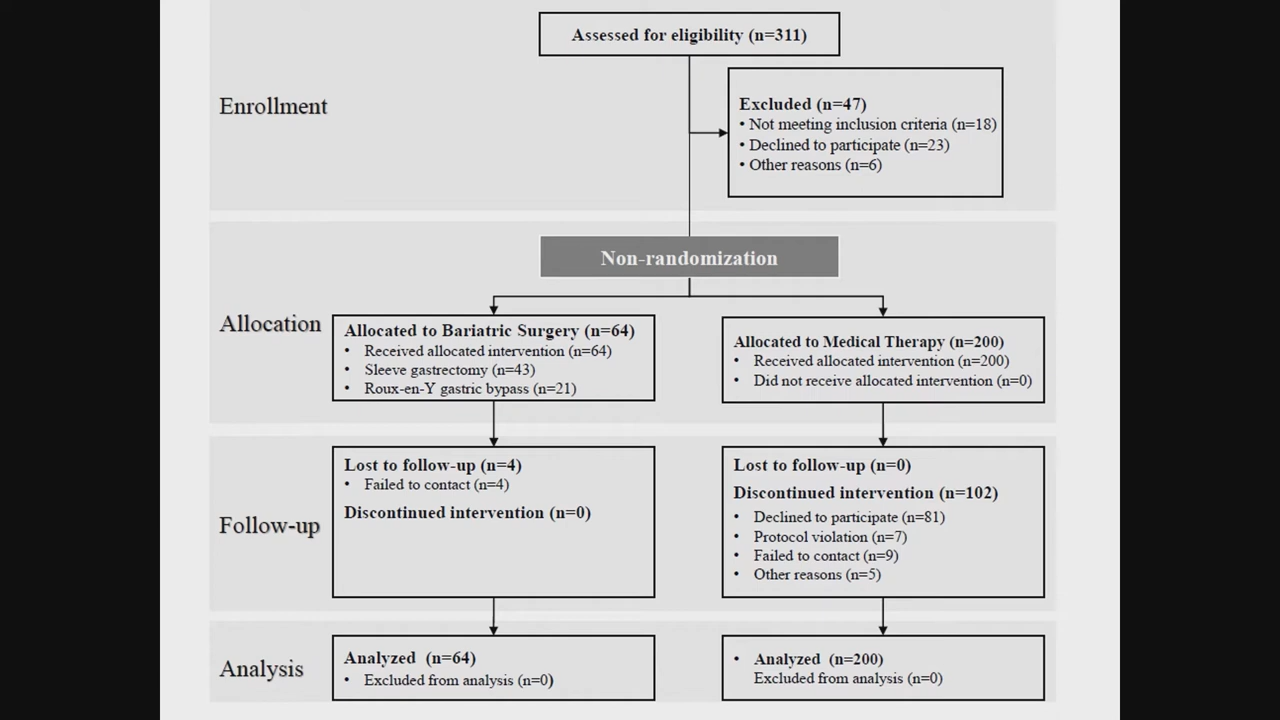 Assessed for eligibility (n=311)
Enrollment
Excluded (n=47)
• Not meeting inclusion criteria (n=18)
• Declined to participate (n=23)
• Other reasons (n=6)
Non-randomization
Allocation
Allocated to Bariatric Surgery (n=64)
• Received allocated intervention (n=64)
• Sleeve gastrectomy (n=43)
• Roux-en-Y gastric bypass (n=21)
Allocated to Medical Therapy (n=200)
• Received allocated intervention (n=200)
• Did not receive allocated intervention (n=0)
Follow-up
Lost to follow-up (n=4)
• Failed to contact (n=4)
Discontinued intervention (n=0)
Lost to follow-up (n=0)
Discontinued intervention (n=102)
• Declined to participate (n=81)
• Protocol violation (n=7)
• Failed to contact (n=9)
• Other reasons (n=5)
Analysis
Analyzed (n=64)
• Excluded from analysis (n=0)
• Analyzed (n=200)
Excluded from analysis (n=0)